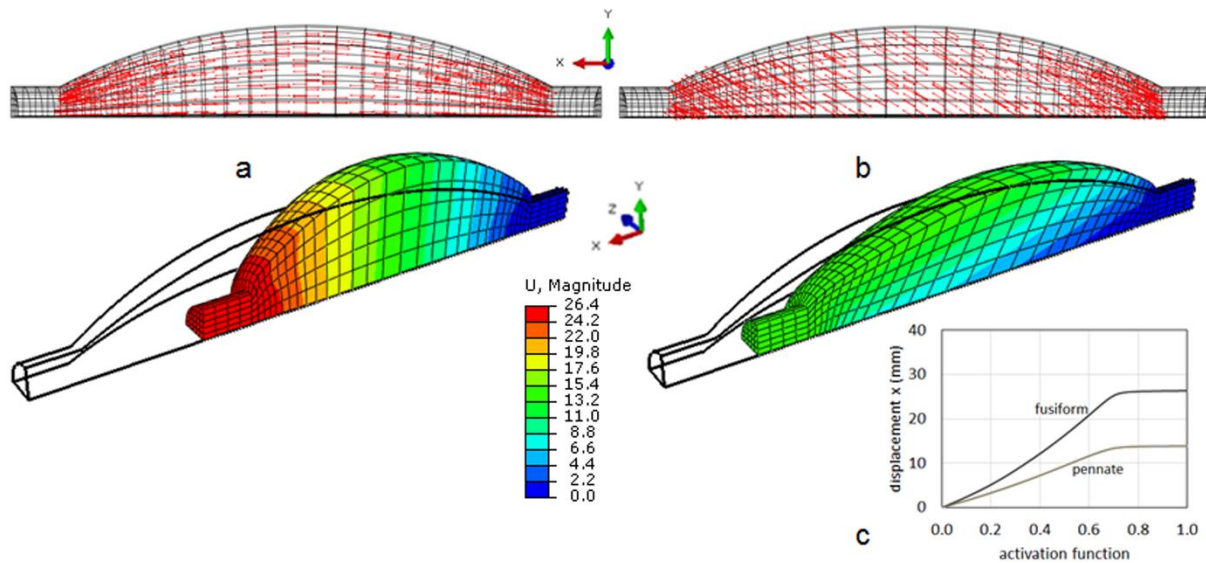 Y
X
a
b
Y
Z
X
U, Magnitude
26.4
24.2
22.0
19.8
17.6
15.4
13.2
11.0
8.8
6.6
4.4
2.2
0.0
displacement x (mm)
40
30
20
10
0
fusiform
pennate
0.0 0.2 0.4 0.6 0.8 1.0
activation function
c